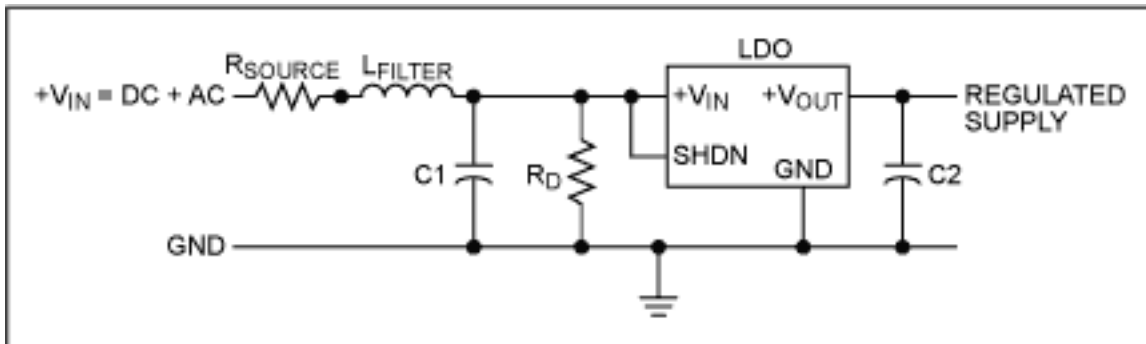 LDO
RSOURCE LFILTER
+VIN = DC + AC
+VIN +VOUT
REGULATED
SUPPLY
SHDN
C1
RD
GND
C2
GND